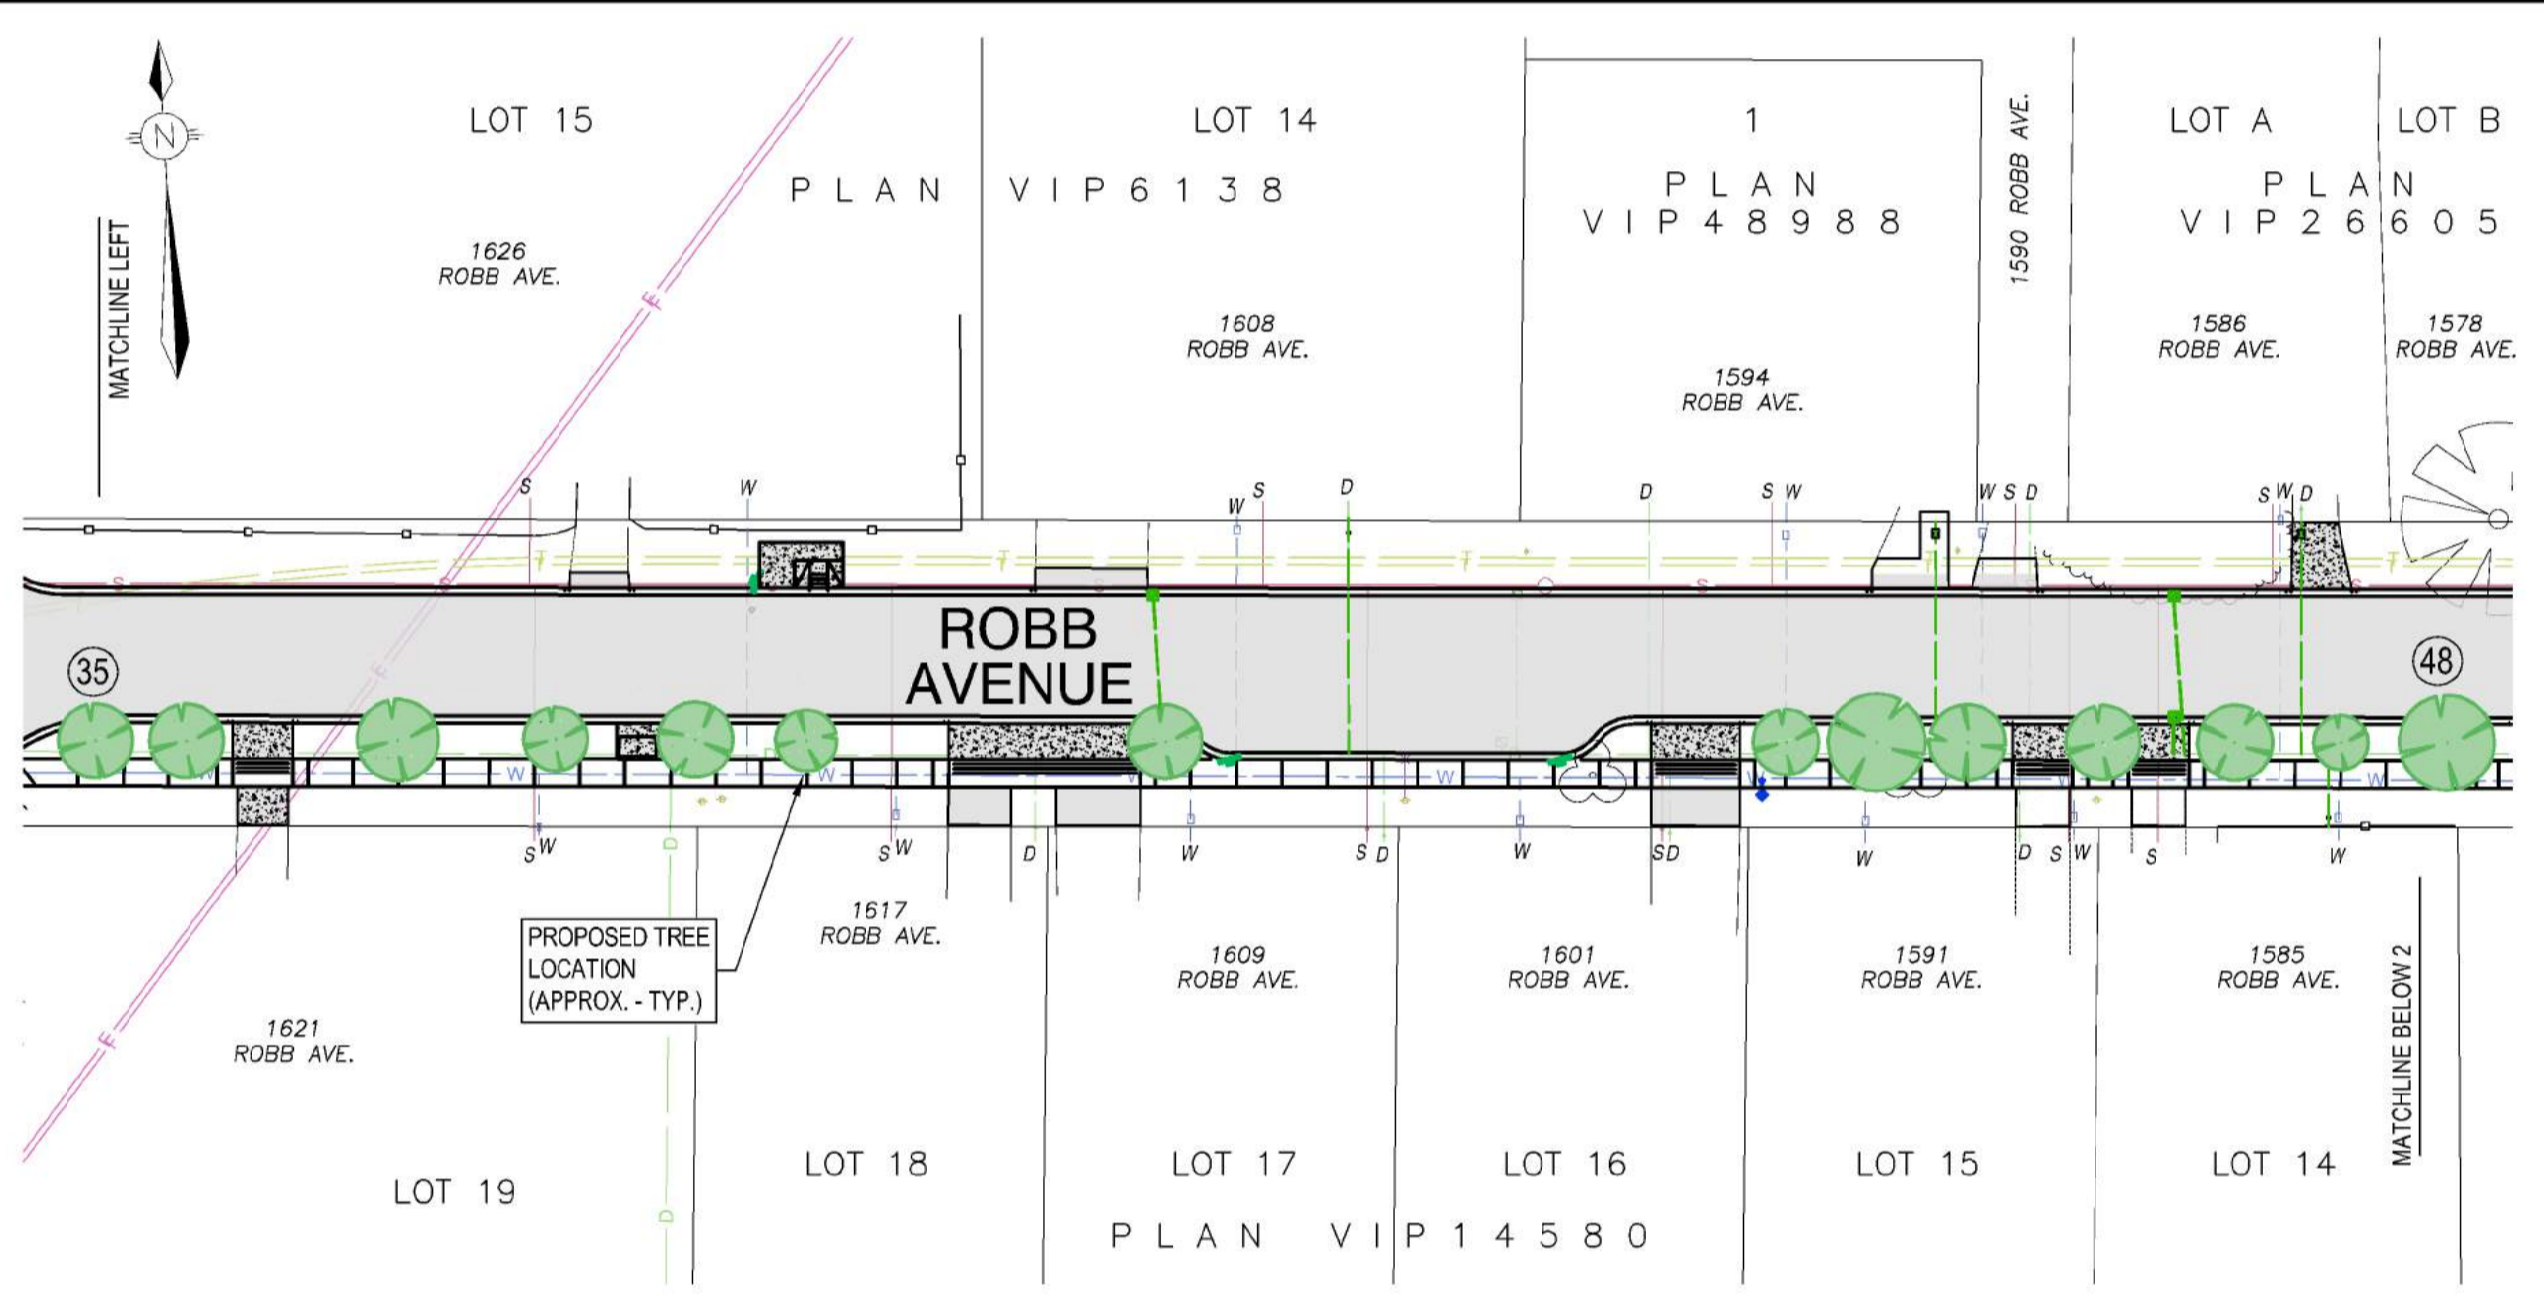 LOT 15
LOT 14
1
LOT A
LOT B
N
PLAN VIP6138
PLAN
VIP48988
1590 ROBB AVE.
PLAN
VIP26605
MATCHLINE LEFT
1626
ROBB AVE.
1608
ROBB AVE.
1594
ROBB AVE.
1586
ROBB AVE.
1578
ROBB AVE.
F
S
W
W
S
D
D
S W
W S D
S W D
T
T
T
T
T
S
S
S
S
S
ROBB
AVENUE
35
F
48
D
W
W
W
W
W
W
W
W
S W
D
S W
D
W
S D
W
S D
W
D S W
S
W
PROPOSED TREE
LOCATION
(APPROX. - TYP.)
1617
ROBB AVE.
1609
ROBB AVE.
1601
ROBB AVE.
1591
ROBB AVE.
1585
ROBB AVE.
MATCHLINE BELOW 2
F
1621
ROBB AVE.
LOT 19
LOT 18
LOT 17
LOT 16
LOT 15
LOT 14
D
PLAN VIP14580